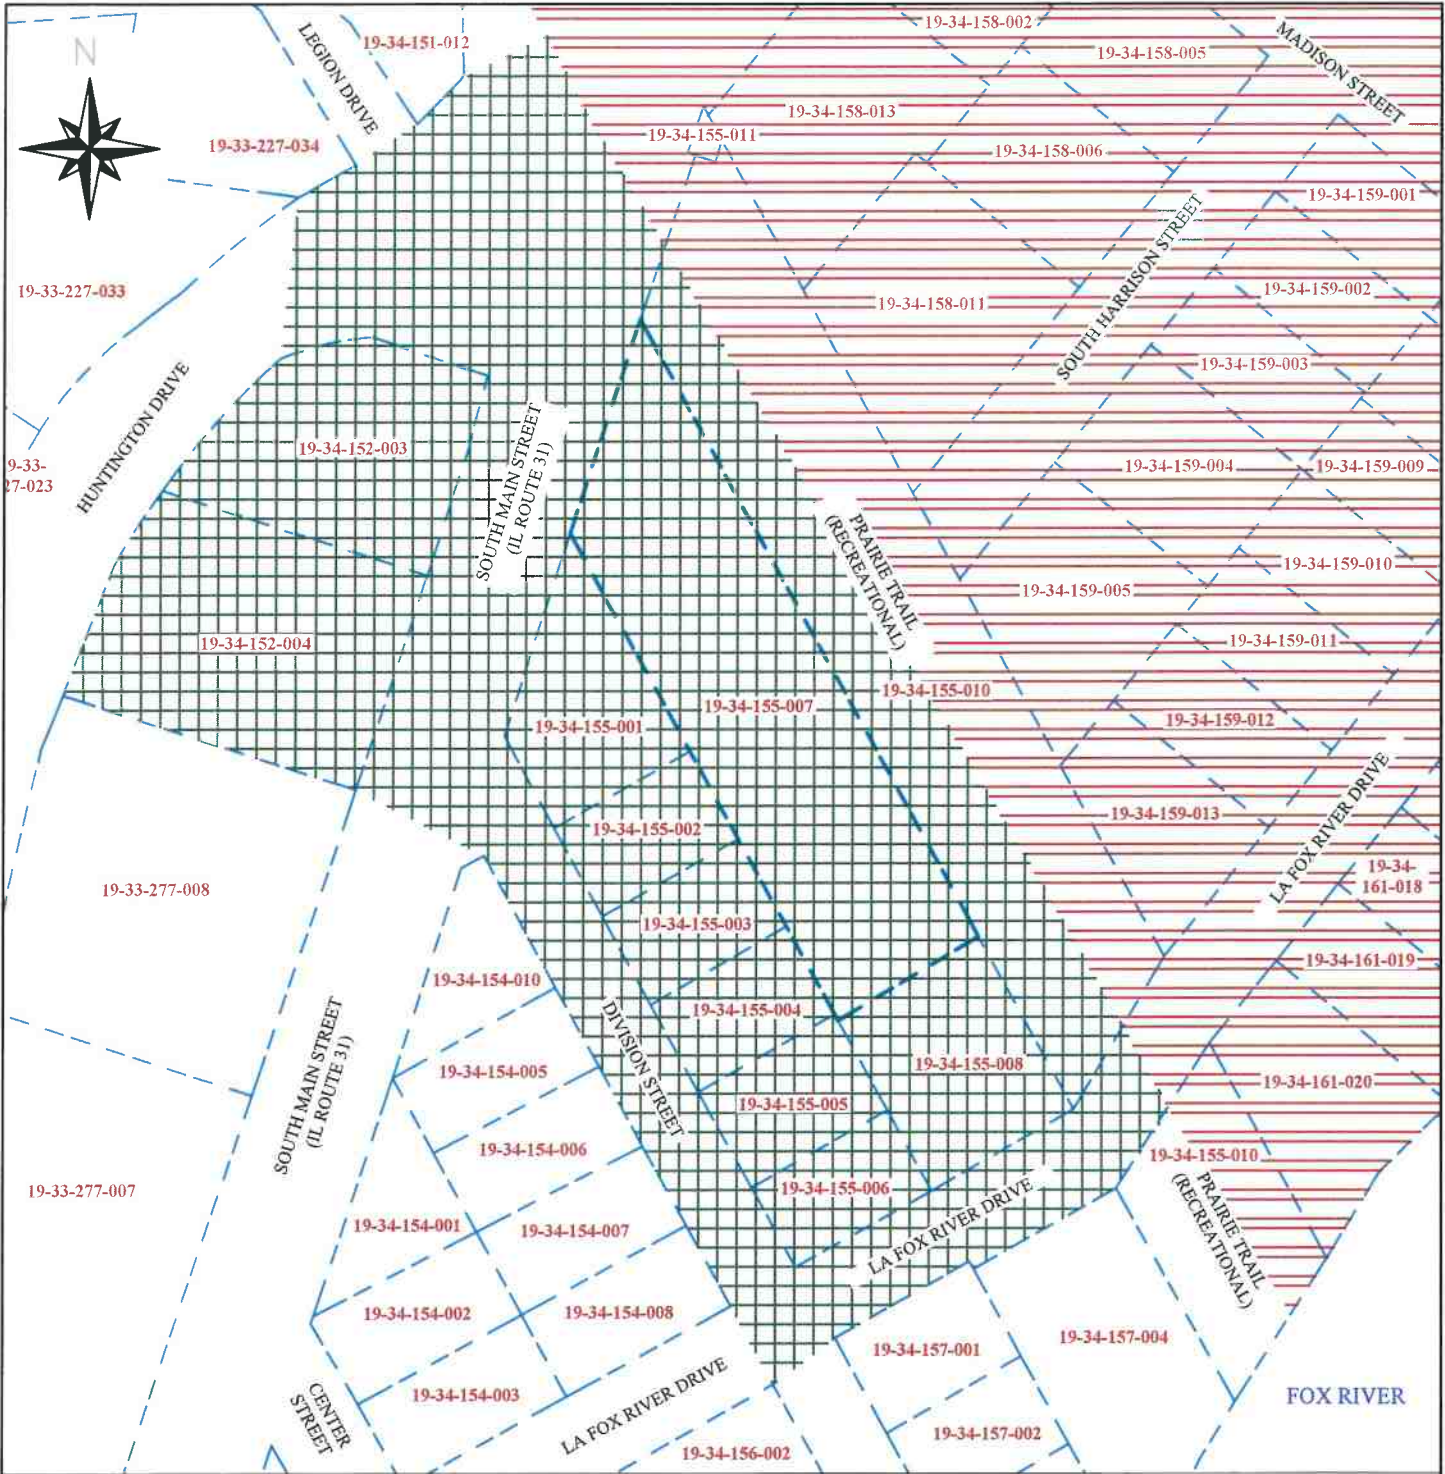 N
LEGION DRIVE
19-34-151-012
19-34-158-002
19-34-158-005
MADISON STREET
19-33-227-034
19-34-158-013
19-34-155-011
19-34-158-006
19-34-159-001
19-33-227-033
19-34-158-011
SOUTH HARRISON STREET
19-34-159-002
19-34-159-003
HUNTINGTON DRIVE
19-34-152-003
SOUTH MAIN STREET
(IL ROUTE 31)
9-33-
27-023
19-34-159-004
19-34-159-009
PRAIRIE TRAIL
(RECREATIONAL)
19-34-159-010
19-34-159-005
19-34-152-004
19-34-159-011
19-34-155-010
19-34-155-007
19-34-155-001
19-34-159-012
LA FOX RIVER DRIVE
19-34-155-002
19-34-159-013
19-34-
161-018
19-33-277-008
19-34-155-003
19-34-161-019
19-34-154-010
19-34-155-004
DIVISION STREET
SOUTH MAIN STREET
(IL ROUTE 31)
19-34-154-005
19-34-155-008
19-34-161-020
19-34-155-005
19-34-154-006
19-34-155-010
PRAIRIE TRAIL
(RECREATIONAL)
19-33-277-007
19-34-155-006
19-34-154-001
19-34-154-007
LA FOX RIVER DRIVE
19-34-154-002
19-34-154-008
19-34-157-001
19-34-157-004
19-34-154-003
CENTER
STREET
LA FOX RIVER DRIVE
FOX RIVER
19-34-157-002
19-34-156-002